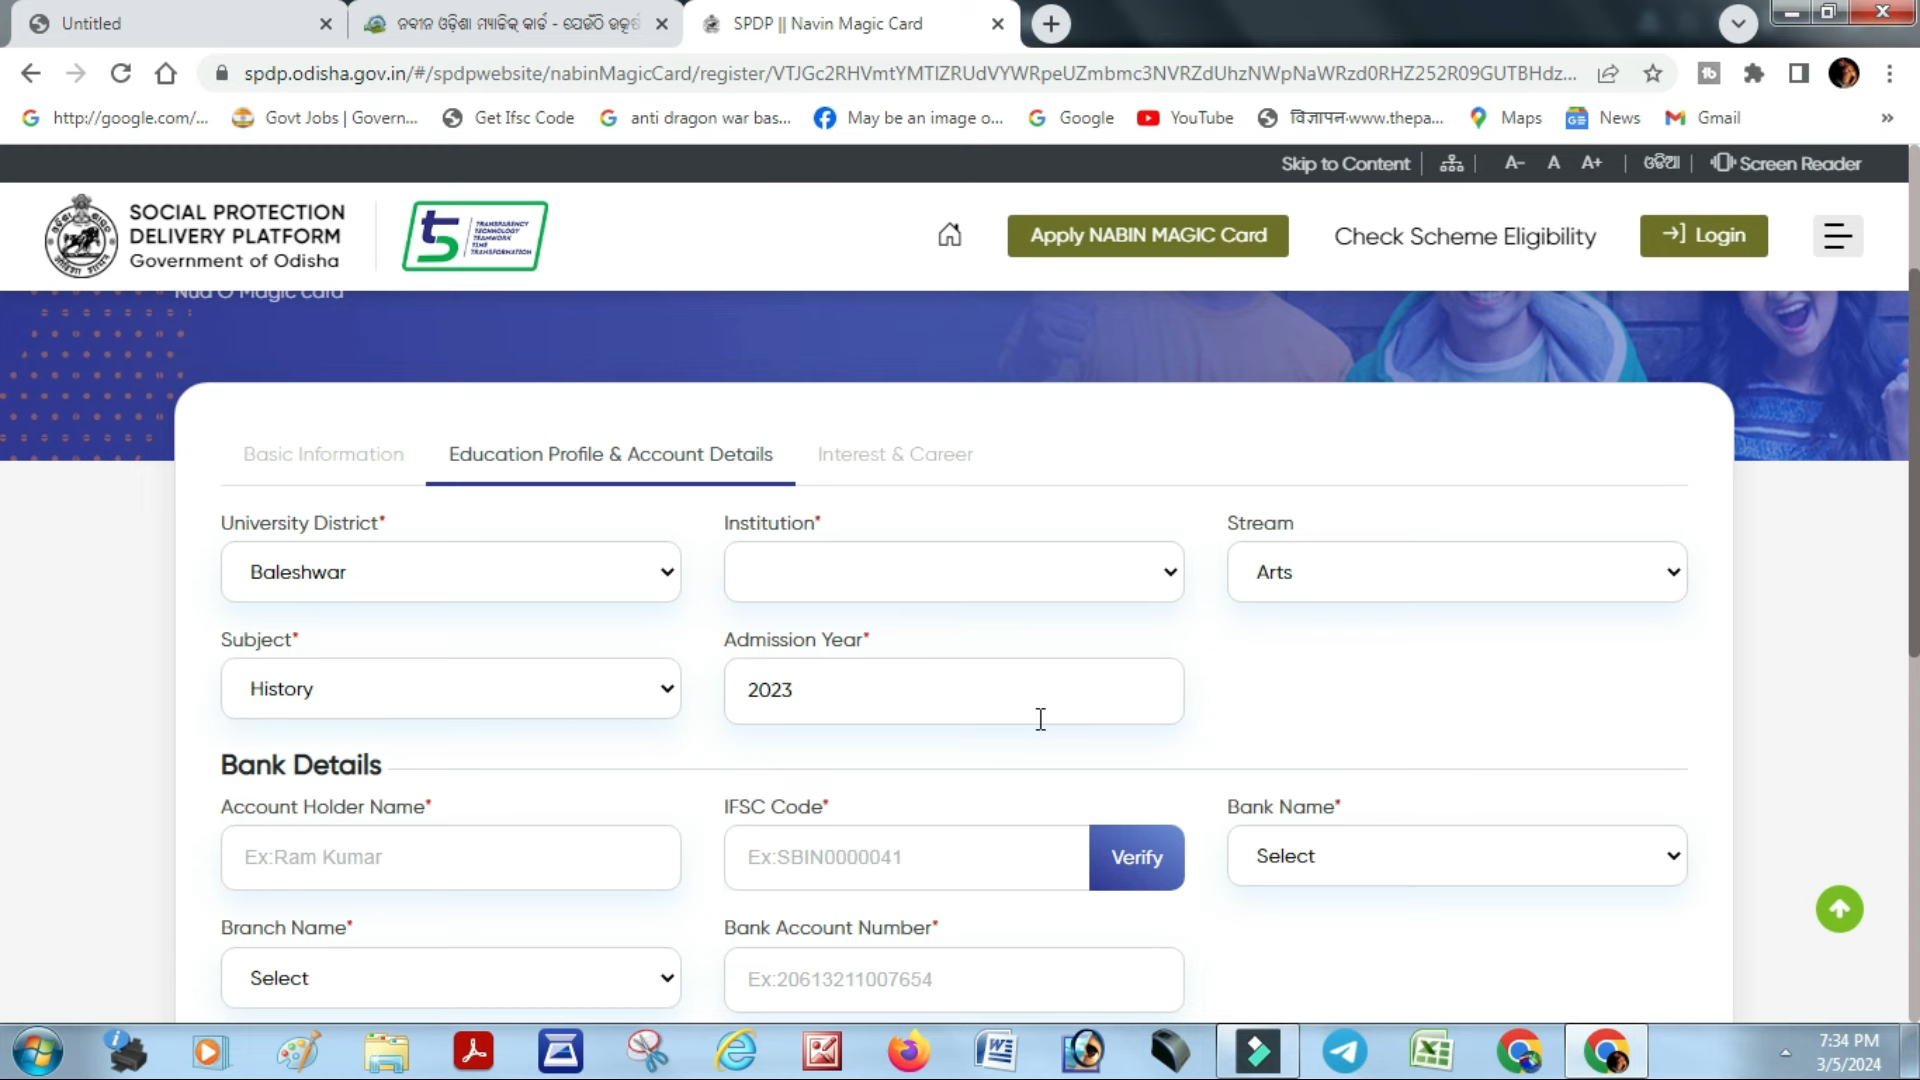 Untitled
ନବୀନ ଓଡ଼ିଶା ମ୍ୟାଜିକ୍ କାର୍ଡ - ଯେଉଁଠି
SPDP || Navin Magic Card
spdp.odisha.gov.in/#/spdpwebsite/nabinMagicCard/register/
http://google.com/...
Govt Jobs | Govern...
Get Ifsc Code
anti dragon war bas...
May be an image o...
Google
YouTube
विज्ञापन-www.thepa...
Maps
News
Gmail
»
Skip to Content
A-
A
A+
ଓଡିଆ
Screen Reader
SOCIAL PROTECTION
DELIVERY PLATFORM
Government of Odisha
5T
TRANSPARENCY
TECHNOLOGY
TEAMWORK
TIME
TRANSFORMATION
Apply NABIN MAGIC Card
Check Scheme Eligibility
Login
Nua O Magic card
Basic Information
Education Profile & Account Details
Interest & Career
University District*
Institution*
Stream
Baleshwar
Arts
Subject*
Admission Year*
History
2023
Bank Details
Account Holder Name*
IFSC Code*
Bank Name*
Ex:Ram Kumar
Ex:SBIN0000041
Verify
Select
Branch Name*
Bank Account Number*
Select
Ex:20613211007654
7:34 PM
3/5/2024